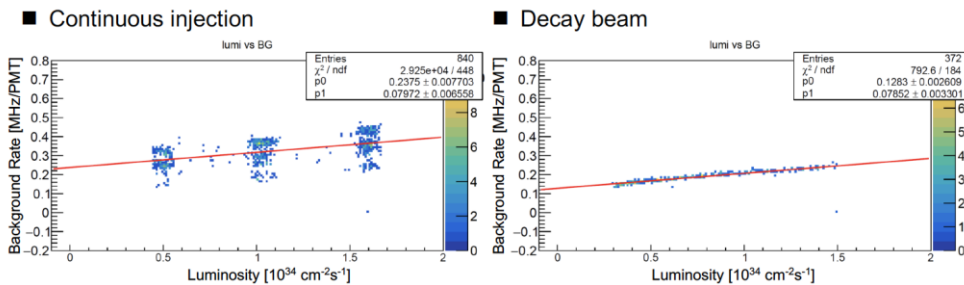 ■ Continuous injection
lumi vs BG
Entries 840
χ² / ndf 2.925e+04 / 448
p0 0.2375 ± 0.007703
p1 0.07972 ± 0.006558
Background Rate [MHz/PMT]
0.8
0.7
0.6
0.5
0.4
0.3
0.2
0.1
0
−0.1
−0.2
0 0.5 1 1.5 2
Luminosity [10³⁴ cm⁻²s⁻¹]
8
6
4
2
0
■ Decay beam
lumi vs BG
Entries 372
χ² / ndf 792.6 / 184
p0 0.1283 ± 0.002609
p1 0.07852 ± 0.003301
Background Rate [MHz/PMT]
0.8
0.7
0.6
0.5
0.4
0.3
0.2
0.1
0
−0.1
−0.2
0 0.5 1 1.5 2
Luminosity [10³⁴ cm⁻²s⁻¹]
6
5
4
3
2
1
0